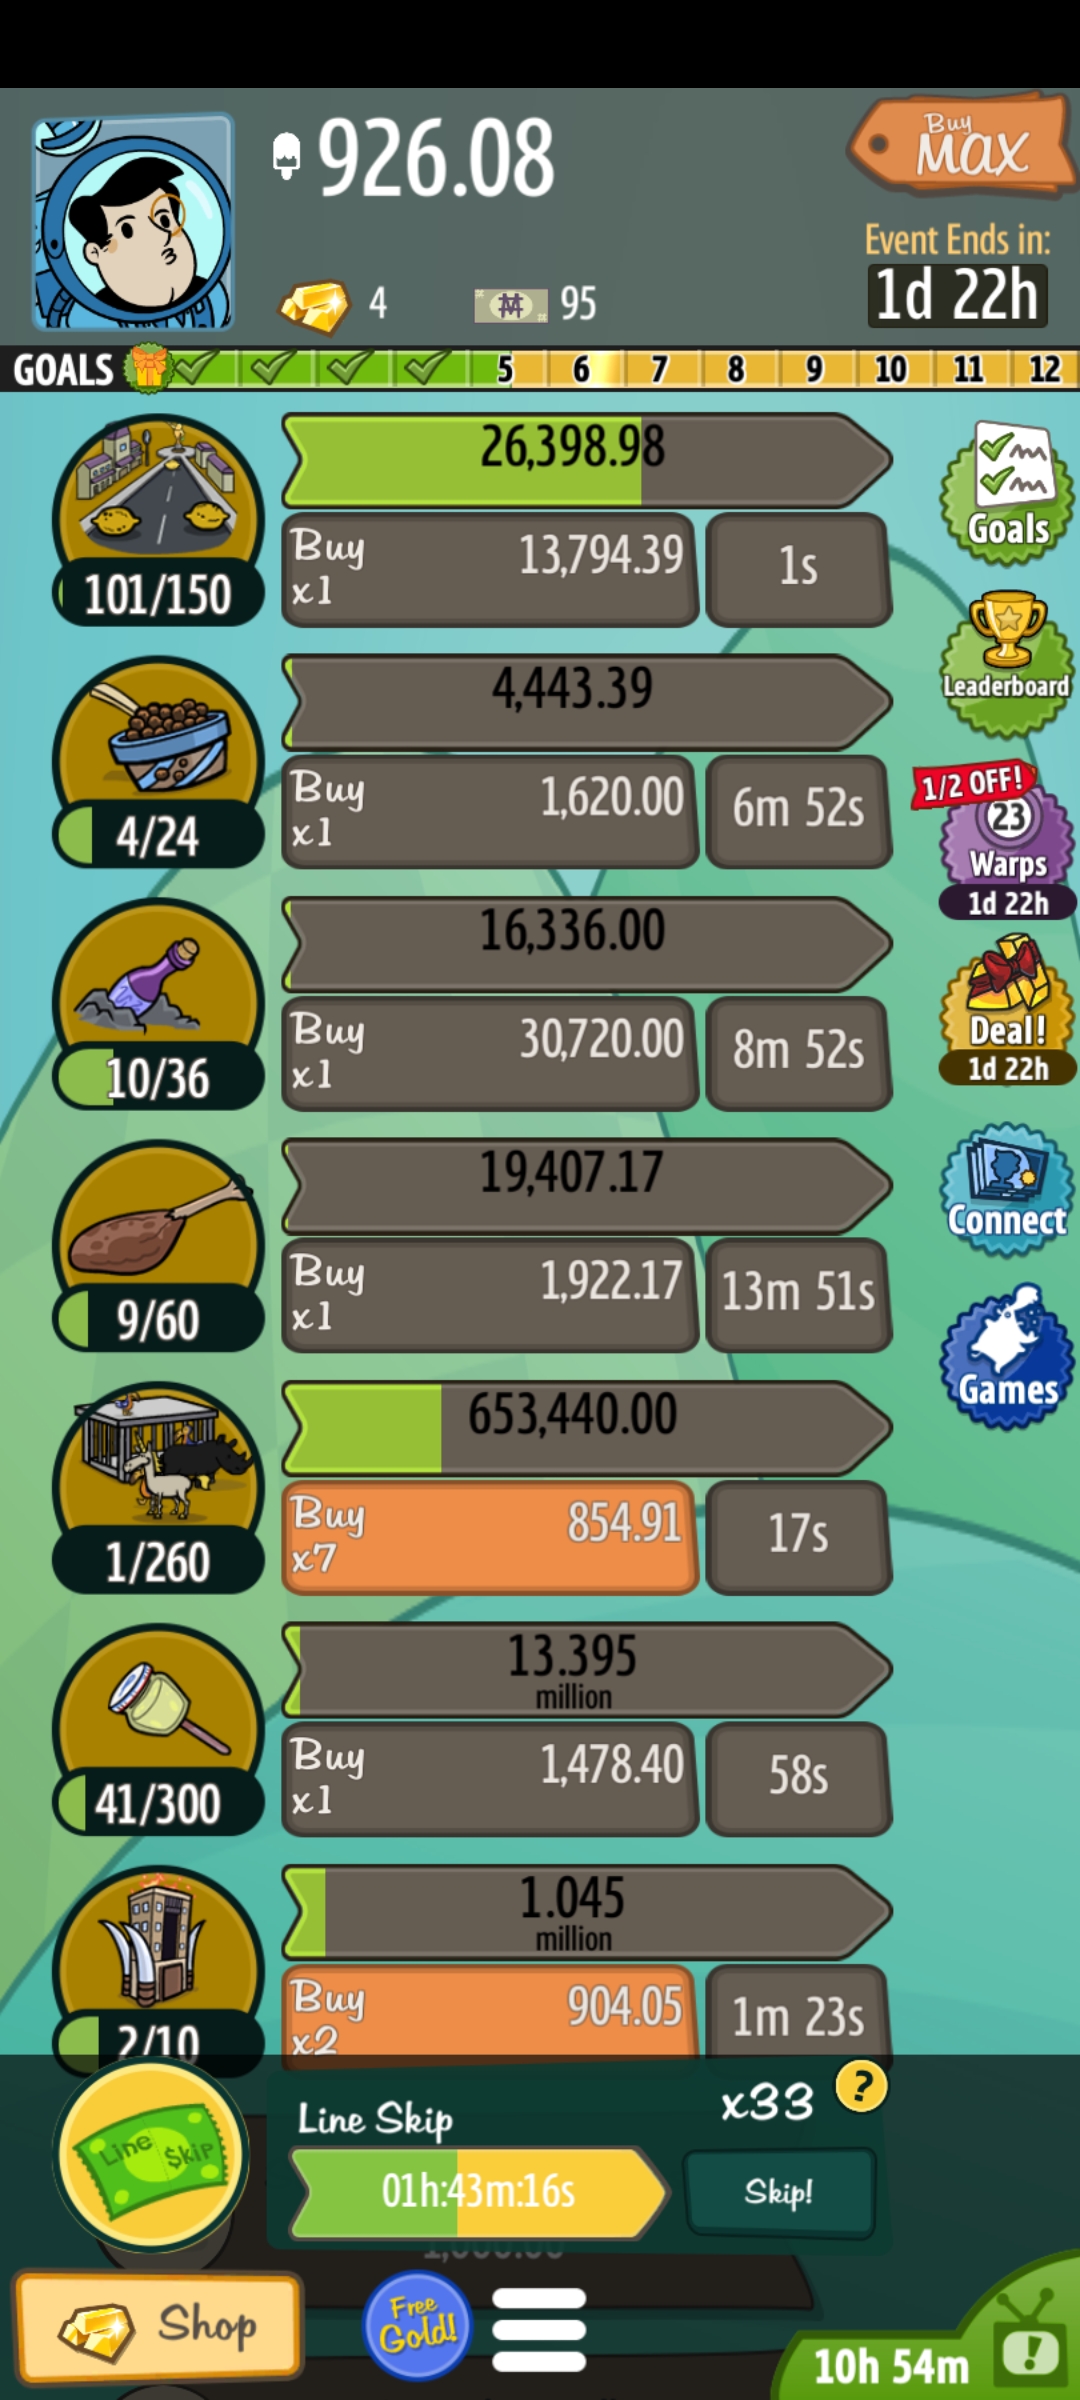 926.08
Buy
MAX
Event Ends in:
4
95
1d 22h
GOALS 5 6 7 8 9 10 11 12
26,398.98
Buy
x1
13,794.39
1s
101/150
Goals
4,443.39
Leaderboard
Buy
x1
1,620.00
6m 52s
4/24
1/2 OFF!
23
Warps
1d 22h
16,336.00
Buy
x1
30,720.00
8m 52s
10/36
Deal!
1d 22h
19,407.17
Buy
x1
1,922.17
13m 51s
9/60
Connect
653,440.00
Games
Buy
x7
854.91
17s
1/260
13.395
million
Buy
x1
1,478.40
58s
41/300
1.045
million
Buy
x2
904.05
1m 23s
2/10
Line $kip
Line Skip
x33
?
01h:43m:16s
Skip!
1,000.00
Shop
Free
Gold!
!
10h 54m